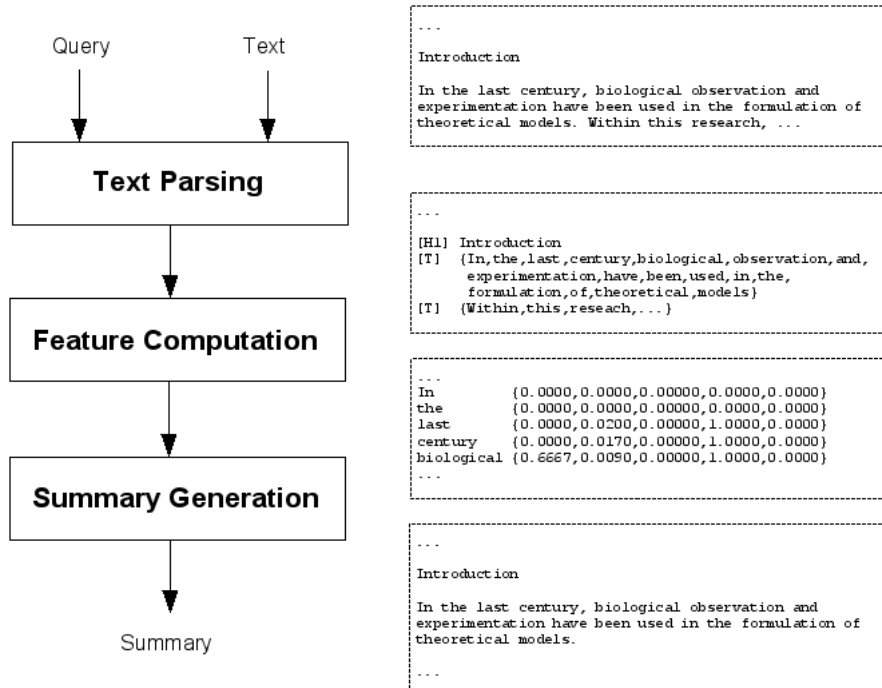 Query
Text
Text Parsing
Feature Computation
Summary Generation
Summary
...
Introduction
In the last century, biological observation and
experimentation have been used in the formulation of
theoretical models. Within this research, ...
...
[H1] Introduction
[T] {In,the,last,century,biological,observation,and,
experimentation,have,been,used,in,the,
formulation,of,theoretical,models}
[T] {Within,this,reseach,...}
...
In {0.0000,0.0000,0.00000,0.0000,0.0000}
the {0.0000,0.0000,0.00000,0.0000,0.0000}
last {0.0000,0.0200,0.00000,1.0000,0.0000}
century {0.0000,0.0170,0.00000,1.0000,0.0000}
biological {0.6667,0.0090,0.00000,1.0000,0.0000}
...
...
Introduction
In the last century, biological observation and
experimentation have been used in the formulation of
theoretical models.
...